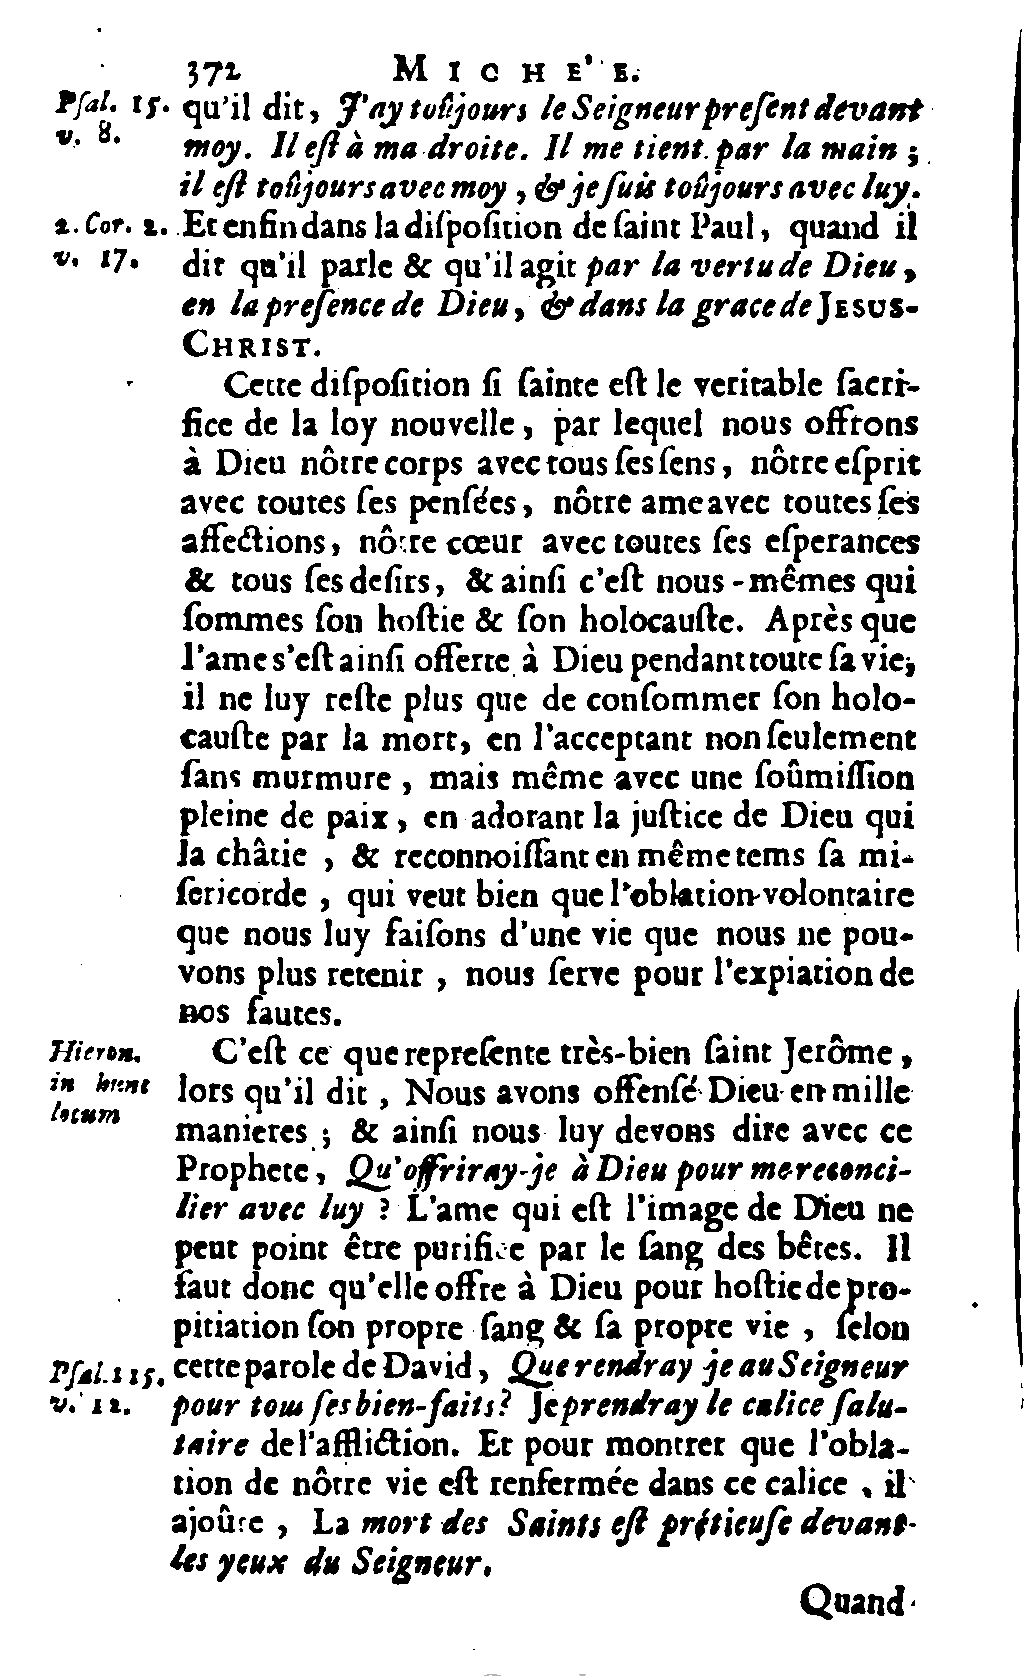 372 MICHE'E.
Pſal. 15. qu'il dit, J'ay toûjours le Seigneur preſent devant
v. 8. moy. Il eſt à ma droite. Il me tient par la main ;
il eſt toûjours avec moy, & je ſuis toûjours avec luy.
2. Cor. 2. Et enfin dans la diſpoſition de ſaint Paul, quand il
v. 17. dit qu'il parle & qu'il agit par la vertu de Dieu,
en la preſence de Dieu, & dans la grace de JESUS-
CHRIST.
Cette diſpoſition ſi ſainte eſt le veritable ſacri-
fice de la loy nouvelle, par lequel nous offrons
à Dieu nôtre corps avec tous ſes ſens, nôtre eſprit
avec toutes ſes penſées, nôtre ame avec toutes ſes
affections, nôtre cœur avec toutes ſes eſperances
& tous ſes deſirs, & ainſi c'eſt nous-mêmes qui
ſommes ſon hoſtie & ſon holocauſte. Après que
l'ame s'eſt ainſi offerte à Dieu pendant toute ſa vie,
il ne luy reſte plus que de conſommer ſon holo-
cauſte par la mort, en l'acceptant non ſeulement
ſans murmure, mais même avec une ſoûmiſſion
pleine de paix, en adorant la juſtice de Dieu qui
la châtie, & reconnoiſſant en même tems ſa mi-
ſericorde, qui veut bien que l'oblation volontaire
que nous luy faiſons d'une vie que nous ne pou-
vons plus retenir, nous ſerve pour l'expiation de
nos fautes.
Hieron. C'eſt ce que repreſente très-bien ſaint Jerôme,
in hunc lors qu'il dit, Nous avons offenſé Dieu en mille
locum manieres ; & ainſi nous luy devons dire avec ce
Prophete, Qu'offriray-je à Dieu pour me reconci-
lier avec luy ? L'ame qui eſt l'image de Dieu ne
peut point être purifiée par le ſang des bêtes. Il
faut donc qu'elle offre à Dieu pour hoſtie de pro-
pitiation ſon propre ſang & ſa propre vie, ſelon
Pſal. 115. cette parole de David, Que rendray je au Seigneur
v. 12. pour tous ſes bien-faits? Je prendray le calice ſalu-
taire de l'affliction. Et pour montrer que l'obla-
tion de nôtre vie eſt renfermée dans ce calice, il
ajoûte, La mort des Saints eſt prétieuſe devant
les yeux du Seigneur.
Quand